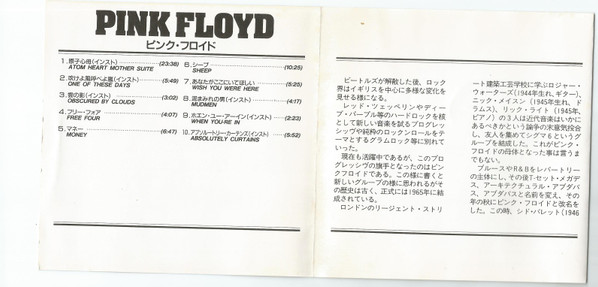 PINK FLOYD
ピンク・フロイド
1. 原子心母(インスト) (23:38)
ATOM HEART MOTHER SUITE
2. 吹けよ風呼べよ嵐(インスト) (5:49)
ONE OF THESE DAYS
3. 雲の影(インスト) (3:02)
OBSCURED BY CLOUDS
4. フリー・フォア (4:07)
FREE FOUR
5. マネー (6:47)
MONEY
6. シープ (10:25)
SHEEP
7. あなたがここにいてほしい (5:25)
WISH YOU WERE HERE
8. 泥まみれの男(インスト) (4:17)
MUDMEN
9. ホエン・ユー・アー・イン(インスト) (2:23)
WHEN YOU'RE IN
10. アブソルートリー・カーテンズ(インスト) (5:52)
ABSOLUTELY CURTAINS
ビートルズが解散した後、ロック
界はイギリスを中心に多様な変化を
見せる様になる。
レッド・ツェッペリンやディー
プ・パープル等のハードロックを核
として新しい音楽を試るプログレッ
シップや純粋のロックンロールをテ
ーマとするグラムロック等に別れて
いった。
現在も活躍中であるが、このプ
ログレッシヴの旗手となったのはピン
クフロイドである。この様に書くと
新しいグループの様に思われるがそ
の歴史は古く、正式には1965年に結
成されている。
ロンドンのリージェント・ストリ
ート建築工芸学校に学ぶロジャー・
ウォーターズ(1944年生れ、ギター)、
ニック・メイスン(1945年生れ、ド
ラムス)、リック・ライト(1945年、
ピアノ)の3人は近代音楽はいかに
あるべきかという論争の末意気投合
し、友人を集めてシグマ6というグ
ループを結成した。これがピンク・
フロイドの母体となった事は言うま
でもない。
ブルースやR&Bをレパートリー
の主体にし、その後T-セット・メガデ
ス、アーキテクチュラル・アブダバ
ス、アブダバスと名前を変え、その
年の秋にピンク・フロイドと改名を
した。この時、シド・バレット(1946